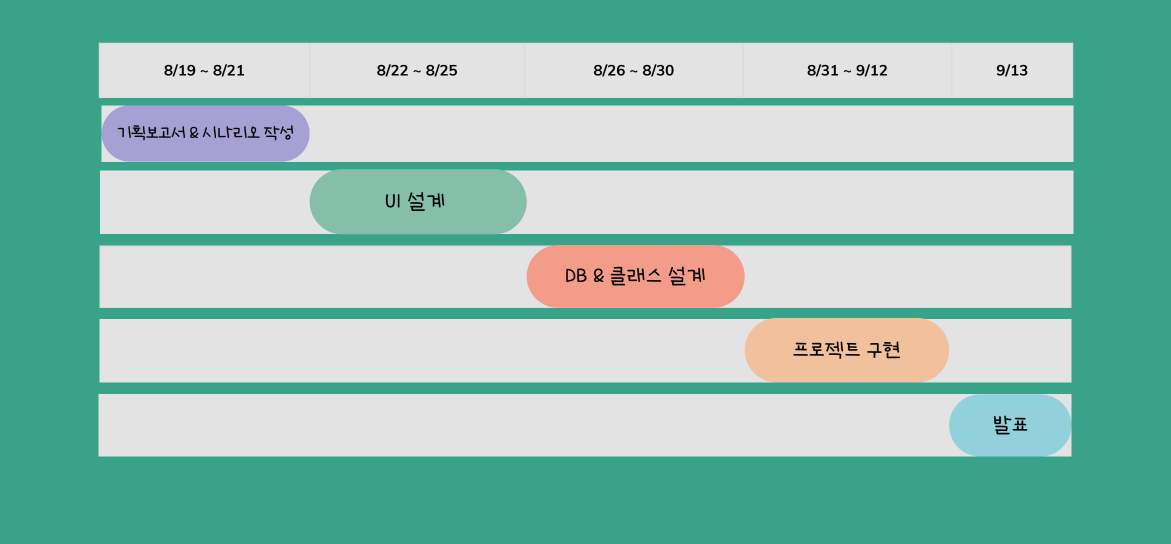 8/19 ~ 8/21
8/22 ~ 8/25
8/26 ~ 8/30
8/31 ~ 9/12
9/13
기획보고서 & 시나리오 작성
UI 설계
DB & 클래스 설계
프로젝트 구현
발표